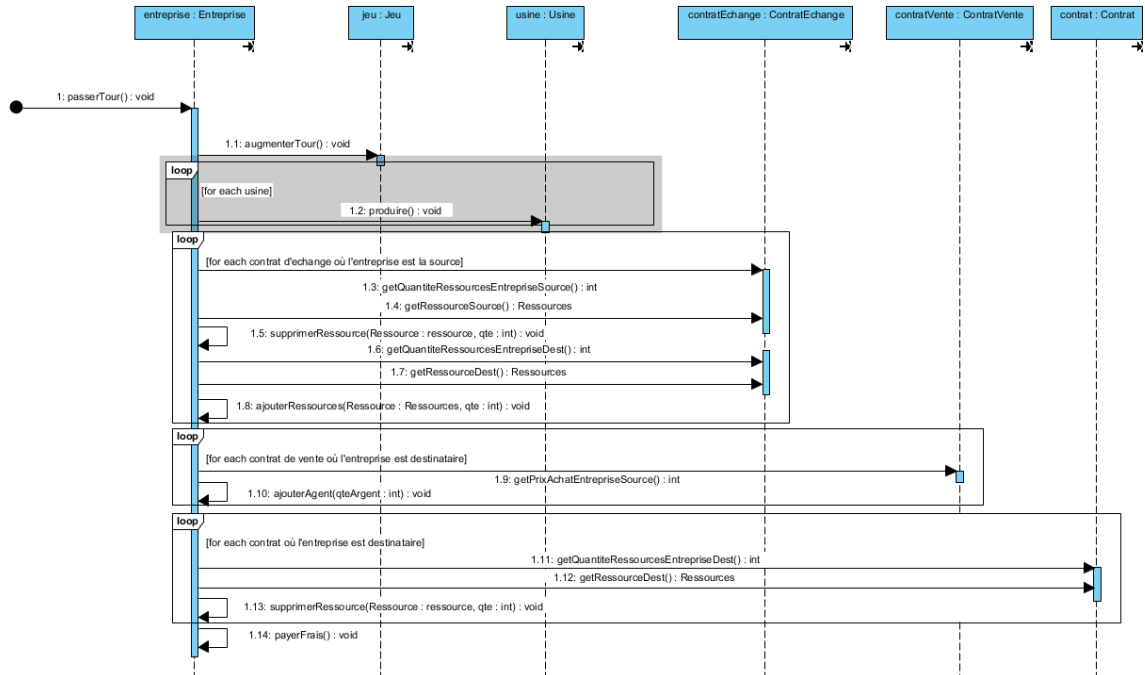 entreprise : Entreprise
jeu : Jeu
usine : Usine
contratEchange : ContratEchange
contratVente : ContratVente
contrat : Contrat
1: passerTour() : void
1.1: augmenterTour() : void
loop
[for each usine]
1.2: produire() : void
loop
[for each contrat d'echange où l'entreprise est la source]
1.3: getQuantiteRessourcesEntrepriseSource() : int
1.4: getRessourceSource() : Ressources
1.5: supprimerRessource(Ressource : ressource, qte : int) : void
1.6: getQuantiteRessourcesEntrepriseDest() : int
1.7: getRessourceDest() : Ressources
1.8: ajouterRessources(Ressource : Ressources, qte : int) : void
loop
[for each contrat de vente où l'entreprise est destinataire]
1.9: getPrixAchatEntrepriseSource() : int
1.10: ajouterAgent(qteArgent : int) : void
loop
[for each contrat où l'entreprise est destinataire]
1.11: getQuantiteRessourcesEntrepriseDest() : int
1.12: getRessourceDest() : Ressources
1.13: supprimerRessource(Ressource : ressource, qte : int) : void
1.14: payerFrais() : void